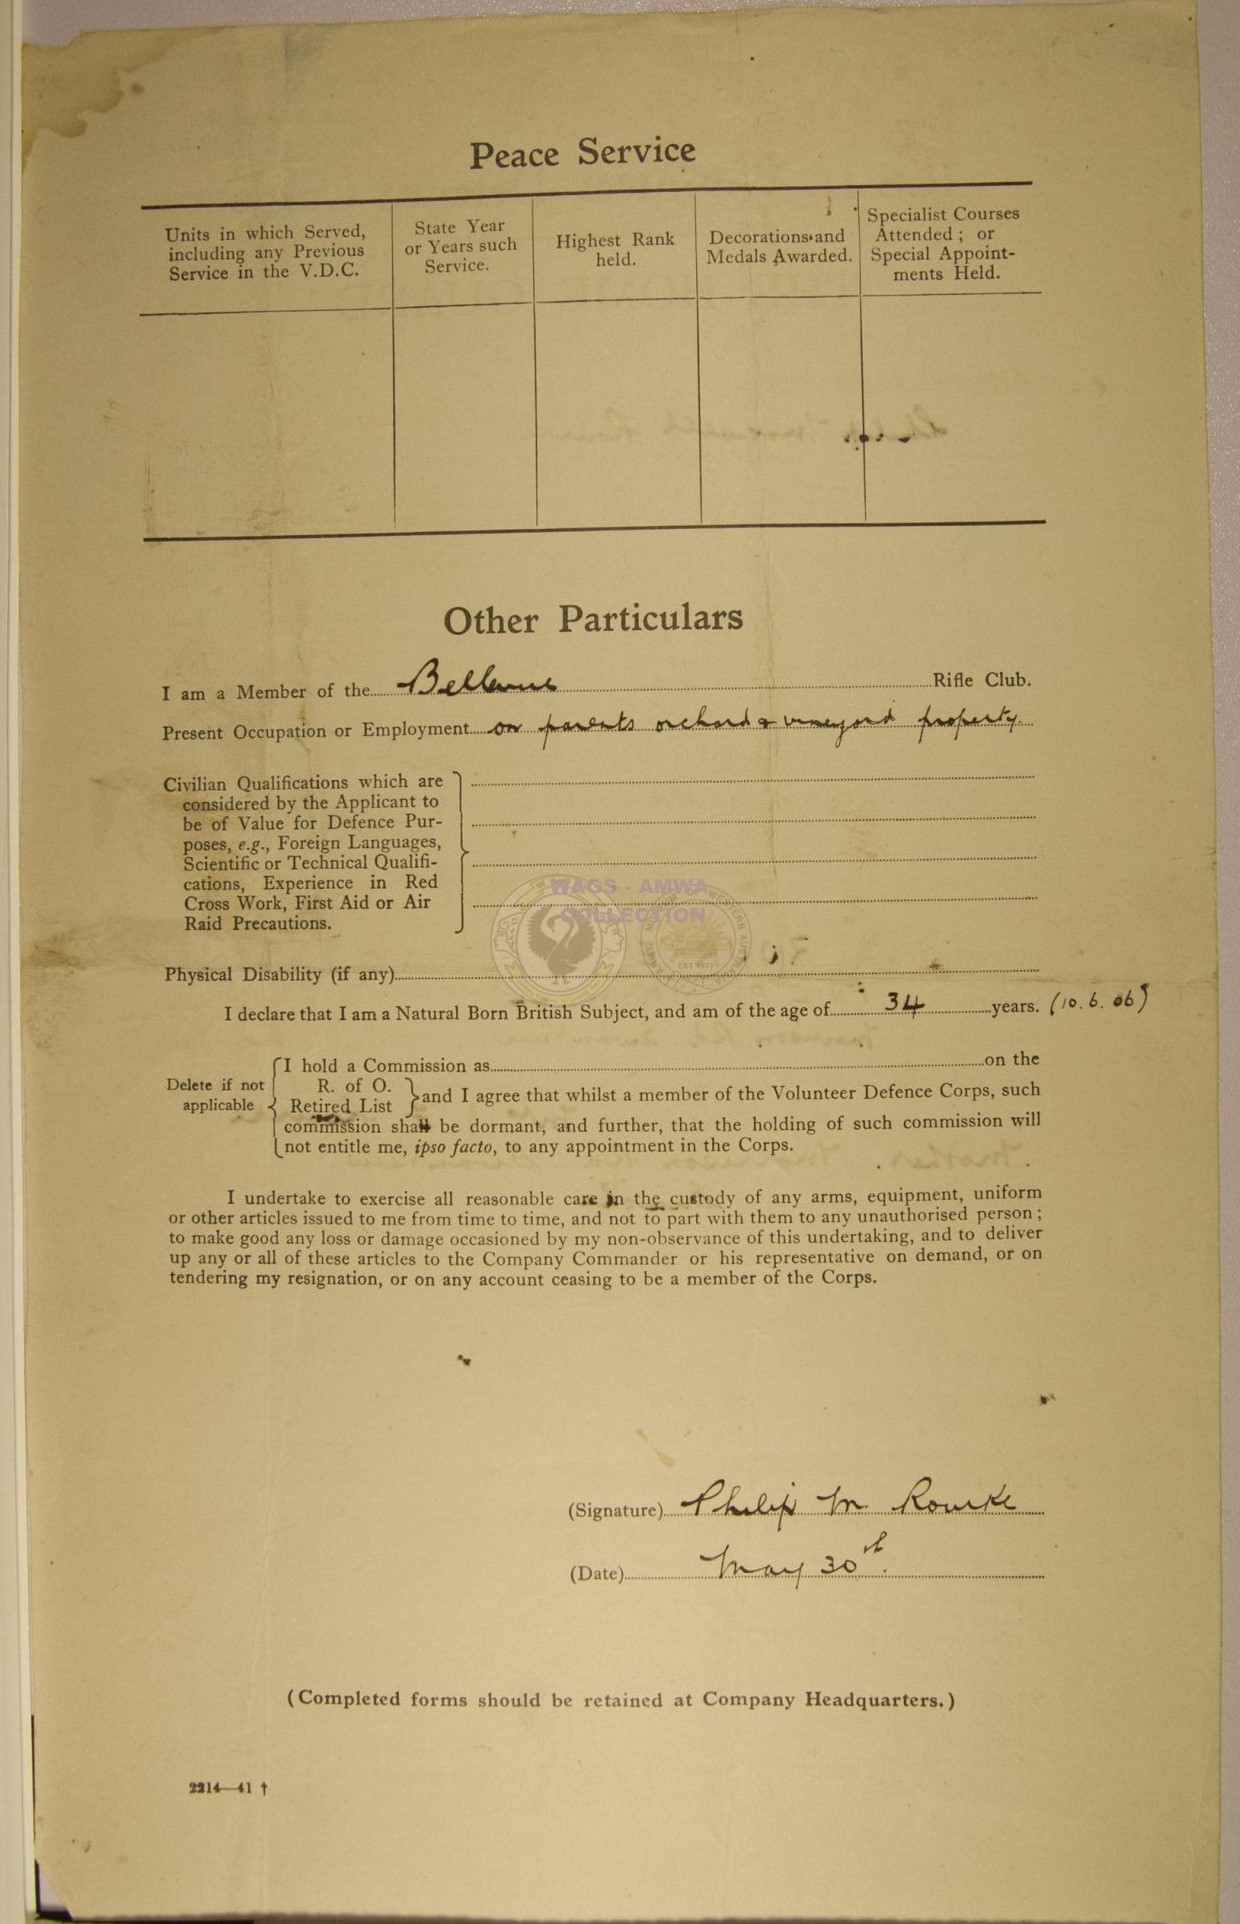 Peace Service
Units in which Served, including any Previous Service in the V.D.C.
State Year or Years such Service.
Highest Rank held.
Decorations and Medals Awarded.
Specialist Courses Attended ; or Special Appoint-ments Held.
Other Particulars
I am a Member of the Bellevue Rifle Club.
Present Occupation or Employment on parents orchard & vineyard property.
Civilian Qualifications which are
considered by the Applicant to
be of Value for Defence Pur-
poses, e.g., Foreign Languages,
Scientific or Technical Qualifi-
cations, Experience in Red
Cross Work, First Aid or Air
Raid Precautions.
WAGS - AMWA
COLLECTION
Physical Disability (if any)
I declare that I am a Natural Born British Subject, and am of the age of 34 years. (10.6.06)
Delete if not applicable
I hold a Commission as on the
R. of O.
Retired List
and I agree that whilst a member of the Volunteer Defence Corps, such
commission shall be dormant, and further, that the holding of such commission will
not entitle me, ipso facto, to any appointment in the Corps.
I undertake to exercise all reasonable care in the custody of any arms, equipment, uniform
or other articles issued to me from time to time, and not to part with them to any unauthorised person ;
to make good any loss or damage occasioned by my non-observance of this undertaking, and to deliver
up any or all of these articles to the Company Commander or his representative on demand, or on
tendering my resignation, or on any account ceasing to be a member of the Corps.
(Signature) Philip M. Rourke
(Date) May 30th.
(Completed forms should be retained at Company Headquarters.)
2214—41 †